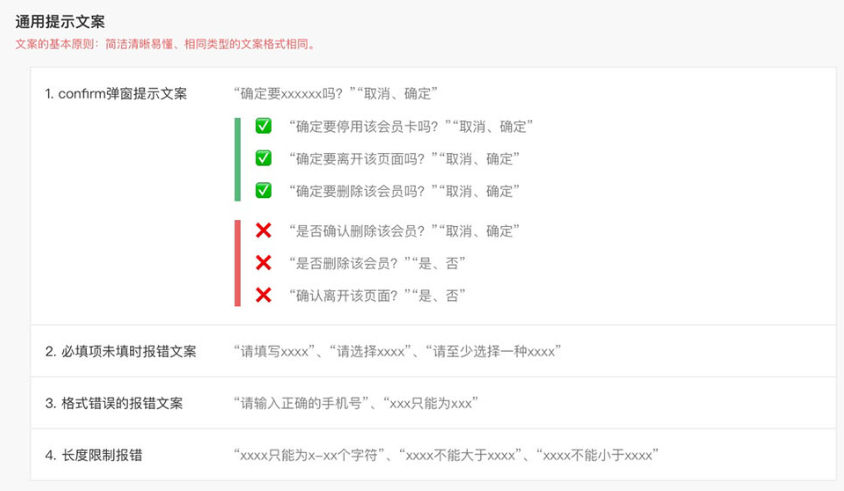 通用提示文案
文案的基本原则：简洁清晰易懂、相同类型的文案格式相同。
1. confirm弹窗提示文案 “确定要xxxxxx吗？”“取消、确定”
“确定要停用该会员卡吗？”“取消、确定”
“确定要离开该页面吗？”“取消、确定”
“确定要删除该会员吗？”“取消、确定”
“是否确认删除该会员？”“取消、确定”
“是否删除该会员？”“是、否”
“确认离开该页面？”“是、否”
2. 必填项未填时报错文案 “请填写xxxx”、“请选择xxxx”、“请至少选择一种xxxx”
3. 格式错误的报错文案 “请输入正确的手机号”、“xxx只能为xxx”
4. 长度限制报错 “xxxx只能为x-xx个字符”、“xxxx不能大于xxxx”、“xxxx不能小于xxxx”